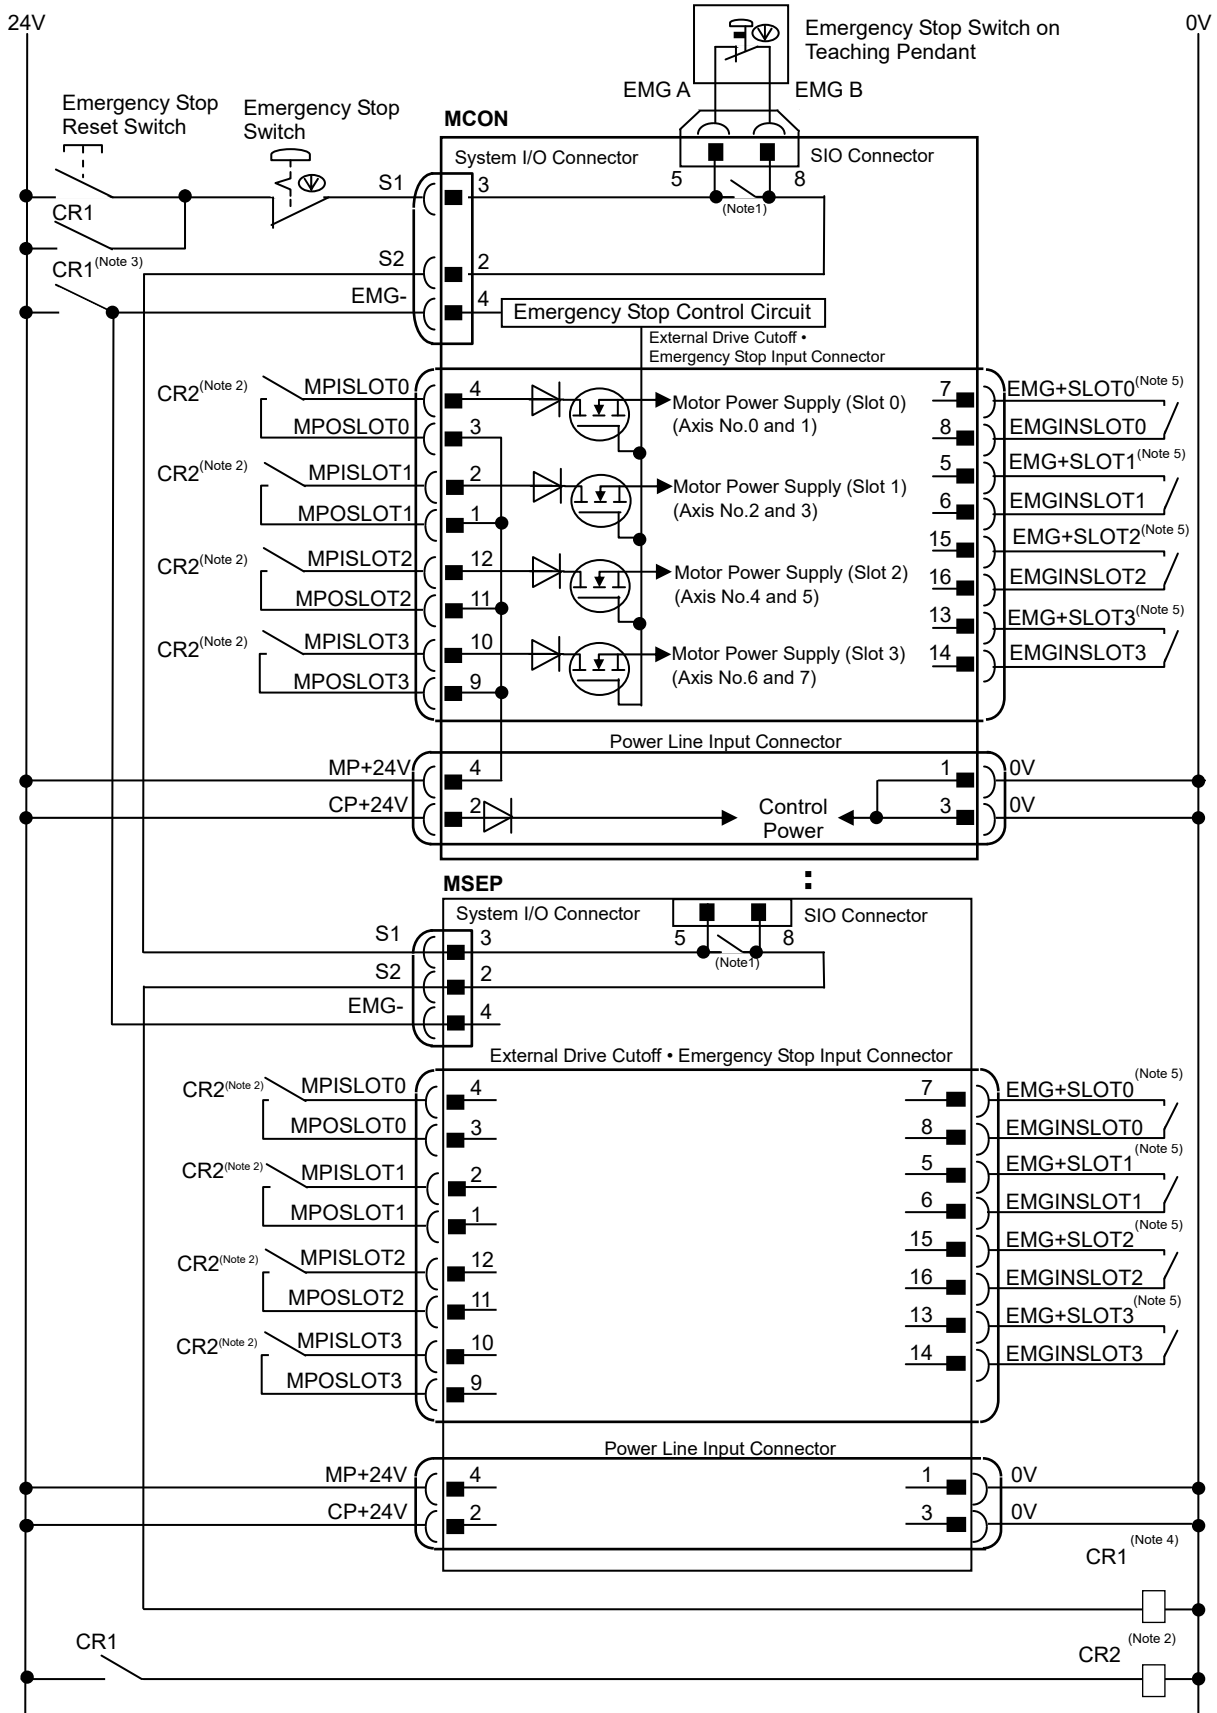 24V
0V
Emergency Stop Switch on
Teaching Pendant
EMG A
EMG B
Emergency Stop
Reset Switch
Emergency Stop
Switch
MCON
System I/O Connector
SIO Connector
5
8
(Note1)
S1
3
CR1
S2
2
CR1(Note 3)
EMG-
4
Emergency Stop Control Circuit
External Drive Cutoff •
Emergency Stop Input Connector
CR2(Note 2)
MPISLOT0
4
Motor Power Supply (Slot 0)
(Axis No.0 and 1)
7
EMG+SLOT0(Note 5)
MPOSLOT0
3
8
EMGINSLOT0
CR2(Note 2)
MPISLOT1
2
Motor Power Supply (Slot 1)
(Axis No.2 and 3)
5
EMG+SLOT1(Note 5)
MPOSLOT1
1
6
EMGINSLOT1
CR2(Note 2)
MPISLOT2
12
Motor Power Supply (Slot 2)
(Axis No.4 and 5)
15
EMG+SLOT2(Note 5)
MPOSLOT2
11
16
EMGINSLOT2
CR2(Note 2)
MPISLOT3
10
Motor Power Supply (Slot 3)
(Axis No.6 and 7)
13
EMG+SLOT3(Note 5)
MPOSLOT3
9
14
EMGINSLOT3
Power Line Input Connector
MP+24V
4
1
0V
CP+24V
2
Control
Power
3
0V
MSEP
:
System I/O Connector
SIO Connector
5
8
(Note1)
S1
3
S2
2
EMG-
4
External Drive Cutoff • Emergency Stop Input Connector
CR2(Note 2)
MPISLOT0
4
7
EMG+SLOT0
(Note 5)
MPOSLOT0
3
8
EMGINSLOT0
CR2(Note 2)
MPISLOT1
2
5
EMG+SLOT1
(Note 5)
MPOSLOT1
1
6
EMGINSLOT1
CR2(Note 2)
MPISLOT2
12
15
EMG+SLOT2
(Note 5)
MPOSLOT2
11
16
EMGINSLOT2
CR2(Note 2)
MPISLOT3
10
13
EMG+SLOT3
(Note 5)
MPOSLOT3
9
14
EMGINSLOT3
Power Line Input Connector
MP+24V
4
1
0V
CP+24V
2
3
0V
CR1
(Note 4)
CR1
CR2
(Note 2)